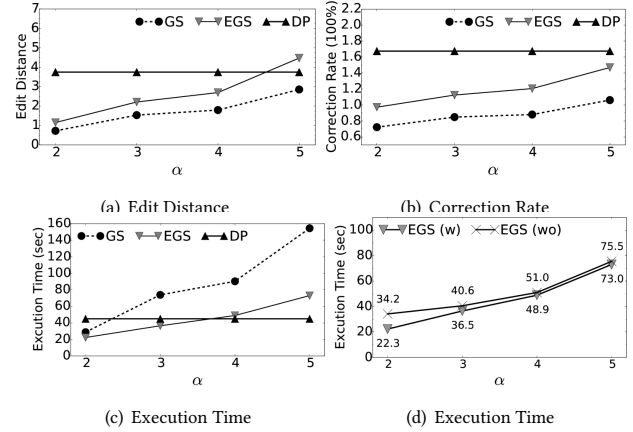 GS EGS DP
7
6
5
4
3
2
1
0
Edit Distance
2 3 4 5
α
(a) Edit Distance
GS EGS DP
2.2
2.0
1.8
1.6
1.4
1.2
1.0
0.8
0.6
Correction Rate (100%)
2 3 4 5
α
(b) Correction Rate
GS EGS DP
160
140
120
100
80
60
40
20
0
Excution Time (sec)
2 3 4 5
α
(c) Execution Time
EGS (w) EGS (wo)
100
80
60
40
20
0
Excution Time (sec)
34.2 40.6 51.0 75.5
22.3 36.5 48.9 73.0
2 3 4 5
α
(d) Execution Time